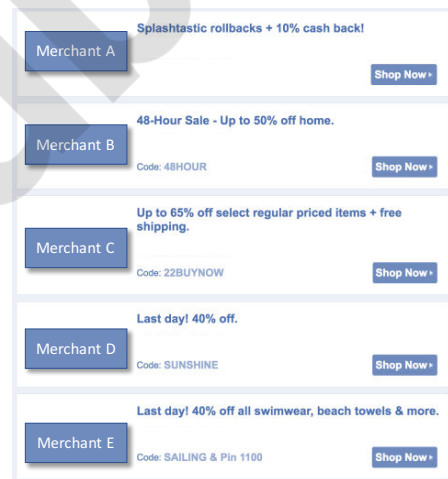 Splashtastic rollbacks + 10% cash back!
Merchant A
Shop Now
48-Hour Sale - Up to 50% off home.
Merchant B
Code: 48HOUR
Shop Now
Up to 65% off select regular priced items + free
shipping.
Merchant C
Code: 22BUYNOW
Shop Now
Last day! 40% off.
Merchant D
Code: SUNSHINE
Shop Now
Last day! 40% off all swimwear, beach towels & more.
Merchant E
Code: SAILING & Pin 1100
Shop Now